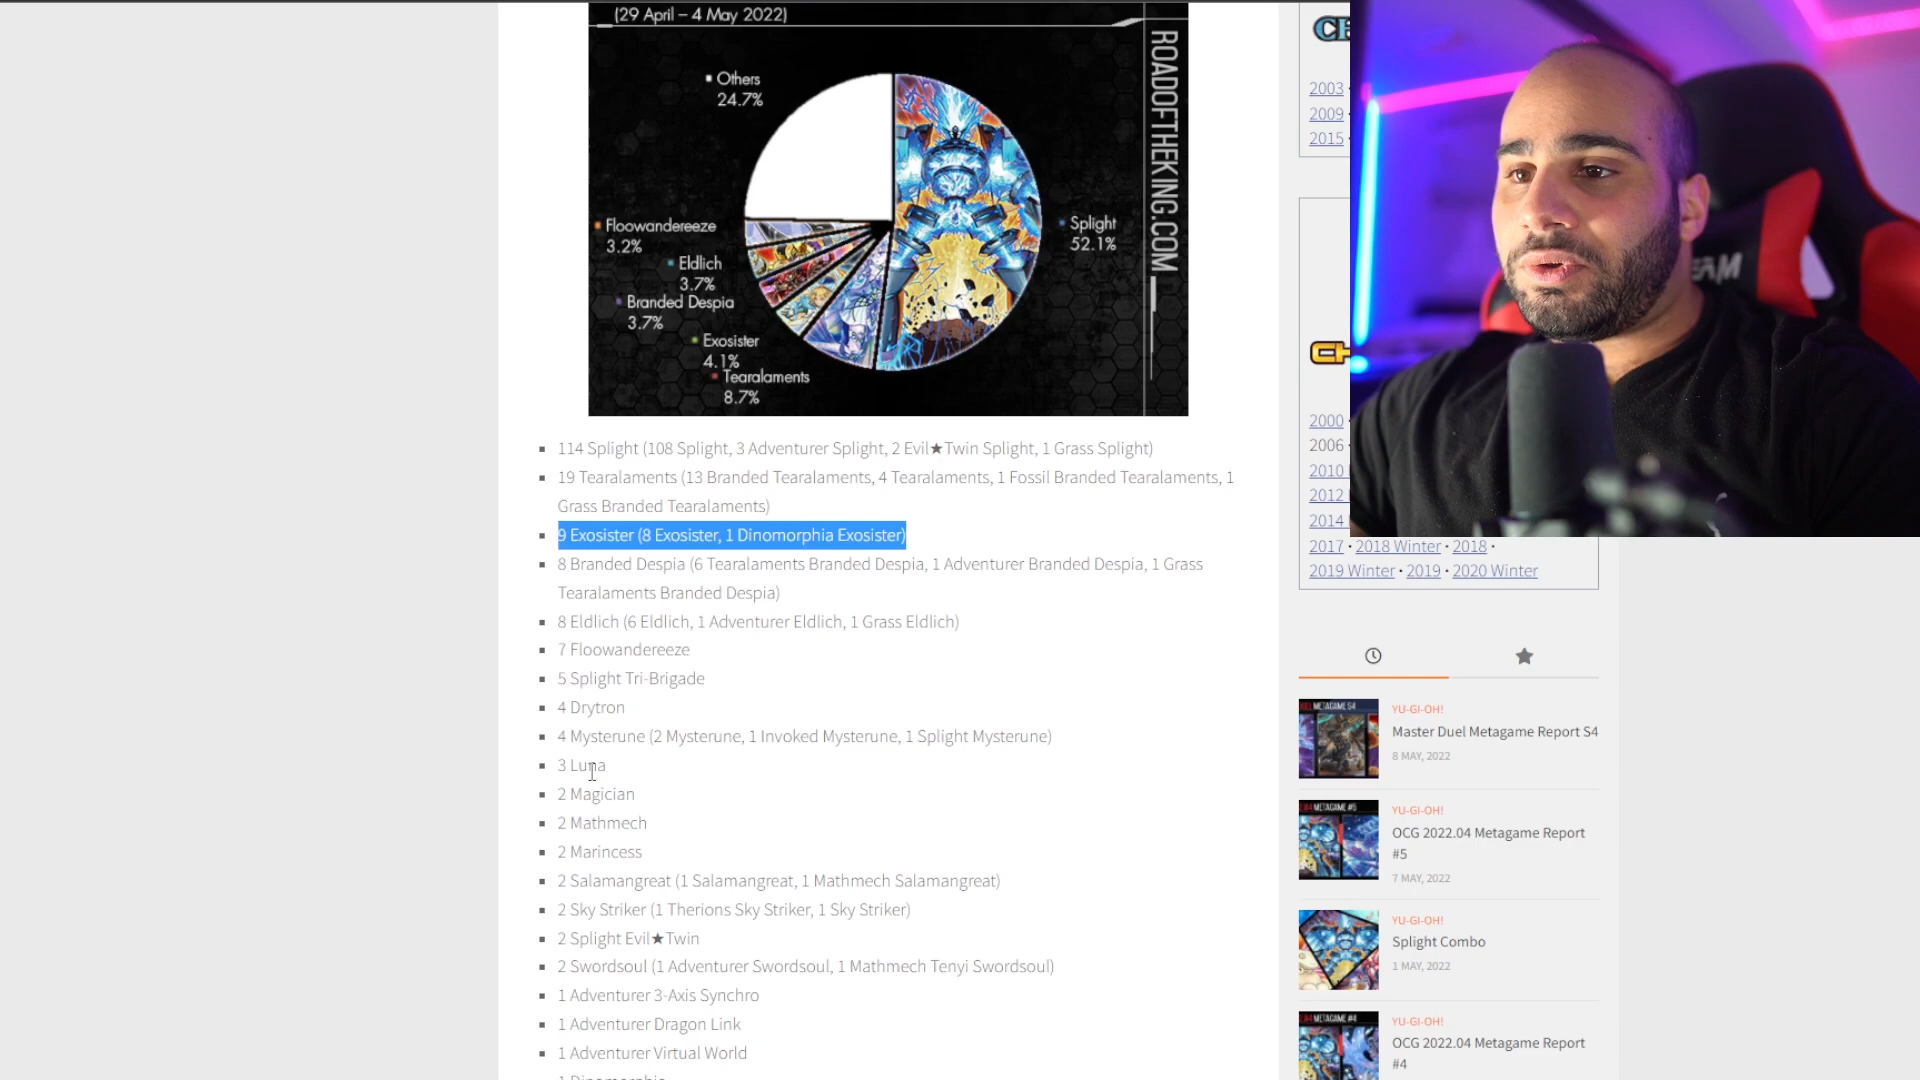 (29 April – 4 May 2022)
ROADOFTHEKING.COM
Others
24.7%
Splight
52.1%
Floowandereeze
3.2%
Eldlich
3.7%
Branded Despia
3.7%
Exosister
4.1%
Tearalaments
8.7%
114 Splight (108 Splight, 3 Adventurer Splight, 2 Evil★Twin Splight, 1 Grass Splight)
19 Tearalaments (13 Branded Tearalaments, 4 Tearalaments, 1 Fossil Branded Tearalaments, 1
Grass Branded Tearalaments)
9 Exosister (8 Exosister, 1 Dinomorphia Exosister)
8 Branded Despia (6 Tearalaments Branded Despia, 1 Adventurer Branded Despia, 1 Grass
Tearalaments Branded Despia)
8 Eldlich (6 Eldlich, 1 Adventurer Eldlich, 1 Grass Eldlich)
7 Floowandereeze
5 Splight Tri-Brigade
4 Drytron
4 Mysterune (2 Mysterune, 1 Invoked Mysterune, 1 Splight Mysterune)
3 Luna
2 Magician
2 Mathmech
2 Marincess
2 Salamangreat (1 Salamangreat, 1 Mathmech Salamangreat)
2 Sky Striker (1 Therions Sky Striker, 1 Sky Striker)
2 Splight Evil★Twin
2 Swordsoul (1 Adventurer Swordsoul, 1 Mathmech Tenyi Swordsoul)
1 Adventurer 3-Axis Synchro
1 Adventurer Dragon Link
1 Adventurer Virtual World
1 Dinomorphia
2003 ·
2009
2015
2000 ·
2006 ·
2010
2012
2014
2017 · 2018 Winter · 2018 ·
2019 Winter · 2019 · 2020 Winter
YU-GI-OH!
Master Duel Metagame Report S4
8 MAY, 2022
YU-GI-OH!
OCG 2022.04 Metagame Report
#5
7 MAY, 2022
YU-GI-OH!
Splight Combo
1 MAY, 2022
YU-GI-OH!
OCG 2022.04 Metagame Report
#4